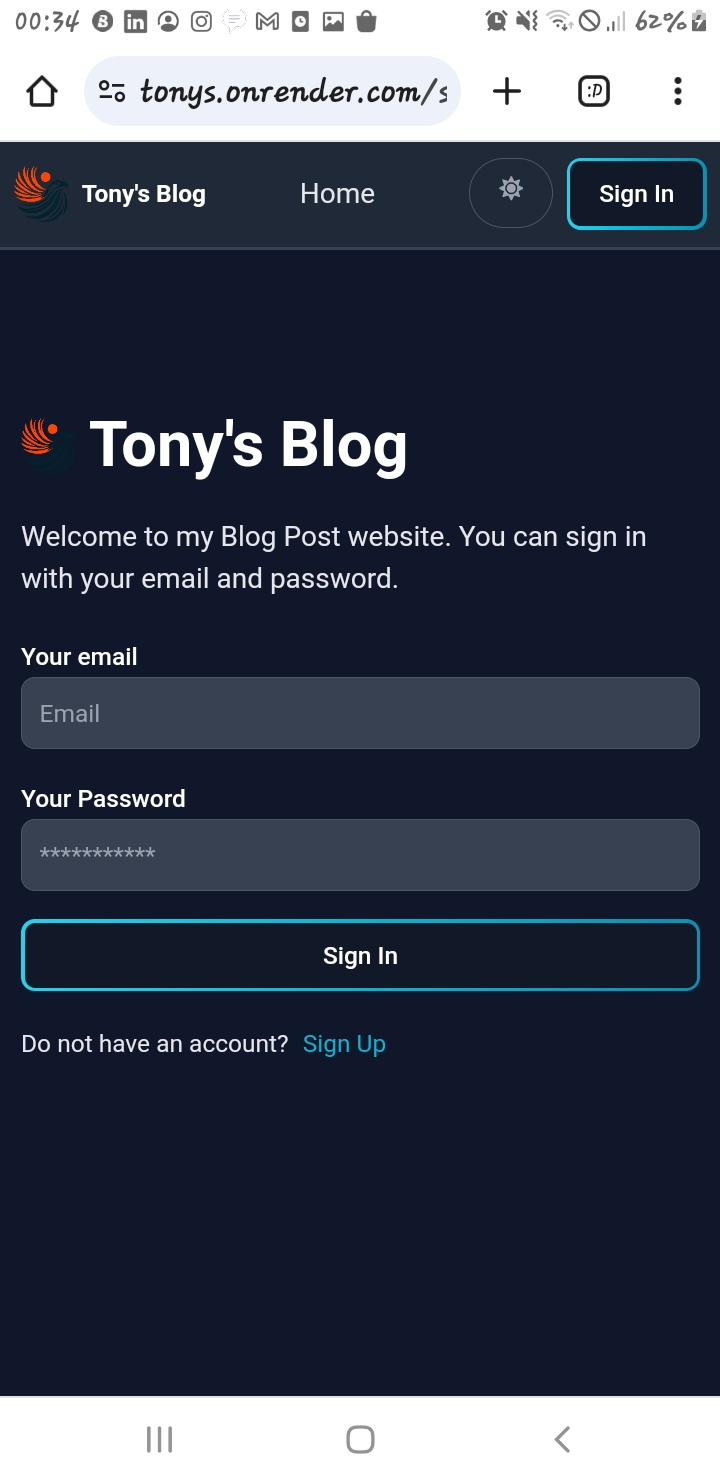 00:34 62%
tonys.onrender.com/s
:D
Tony's Blog Home Sign In
Tony's Blog
Welcome to my Blog Post website. You can sign in
with your email and password.
Your email
Email
Your Password
***********
Sign In
Do not have an account? Sign Up